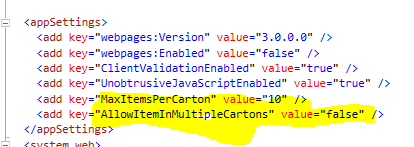 <appSettings>
<add key="webpages:Version" value="3.0.0.0" />
<add key="webpages:Enabled" value="false" />
<add key="ClientValidationEnabled" value="true" />
<add key="UnobtrusiveJavaScriptEnabled" value="true" />
<add key="MaxItemsPerCarton" value="10" />
<add key="AllowItemInMultipleCartons" value="false" />
</appSettings>
<system.web>